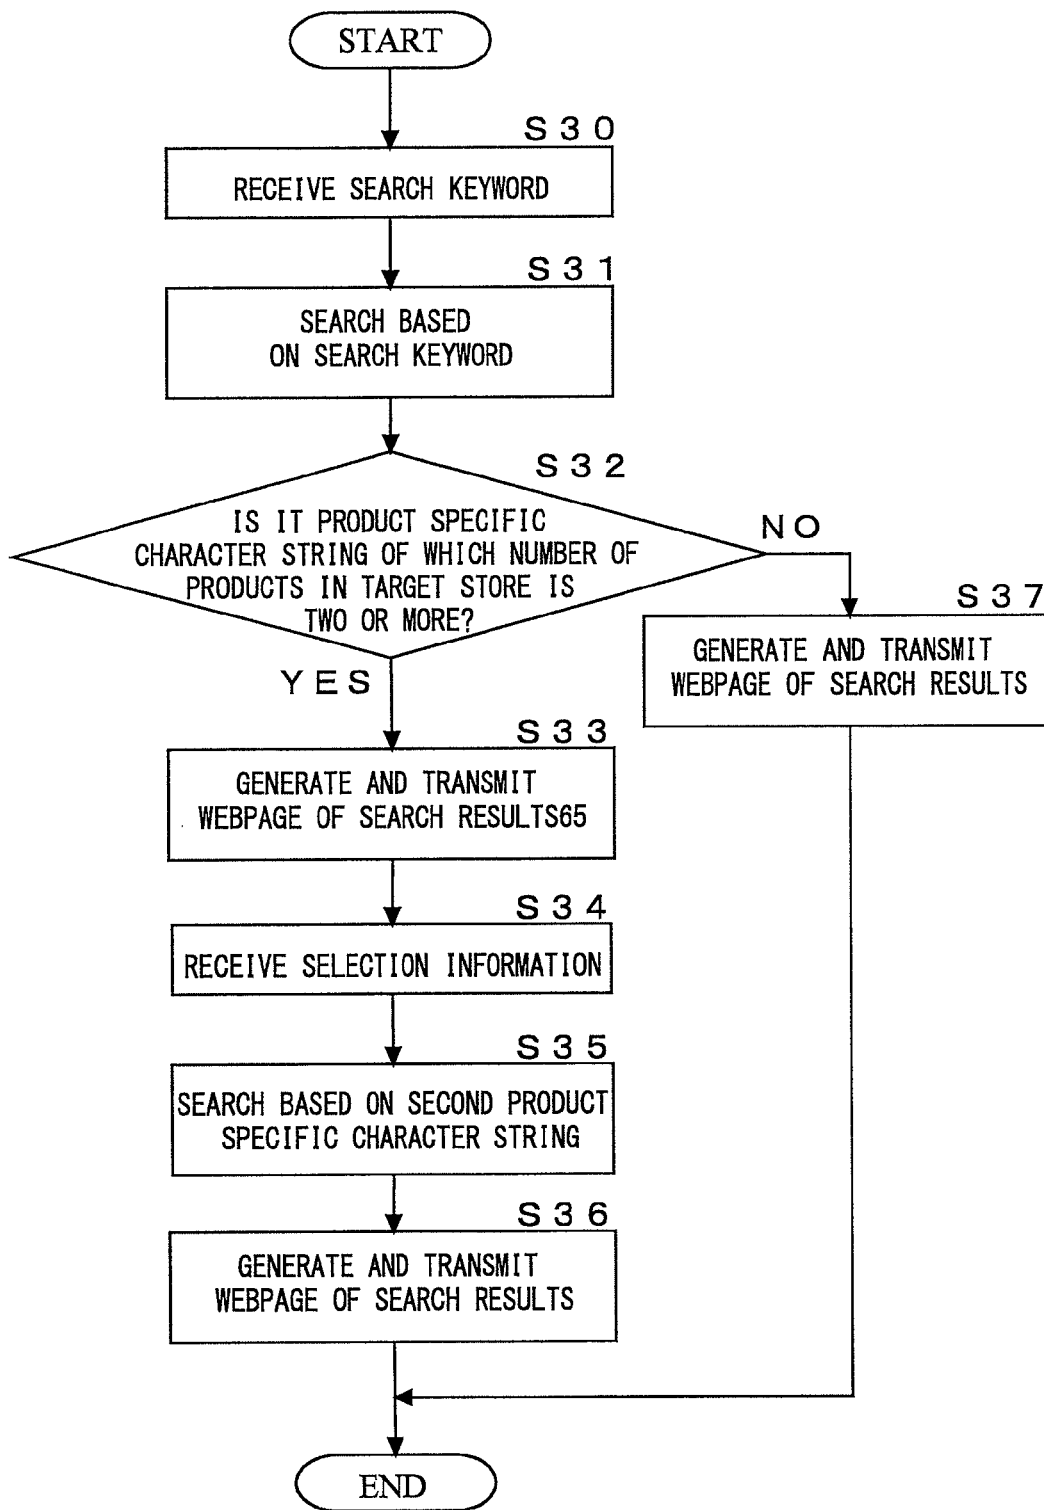 START
S30
RECEIVE SEARCH KEYWORD
S31
SEARCH BASED
ON SEARCH KEYWORD
S32
IS IT PRODUCT SPECIFIC
CHARACTER STRING OF WHICH NUMBER OF
PRODUCTS IN TARGET STORE IS
TWO OR MORE?
NO
S37
GENERATE AND TRANSMIT
WEBPAGE OF SEARCH RESULTS
YES
S33
GENERATE AND TRANSMIT
WEBPAGE OF SEARCH RESULTS65
S34
RECEIVE SELECTION INFORMATION
S35
SEARCH BASED ON SECOND PRODUCT
SPECIFIC CHARACTER STRING
S36
GENERATE AND TRANSMIT
WEBPAGE OF SEARCH RESULTS
END